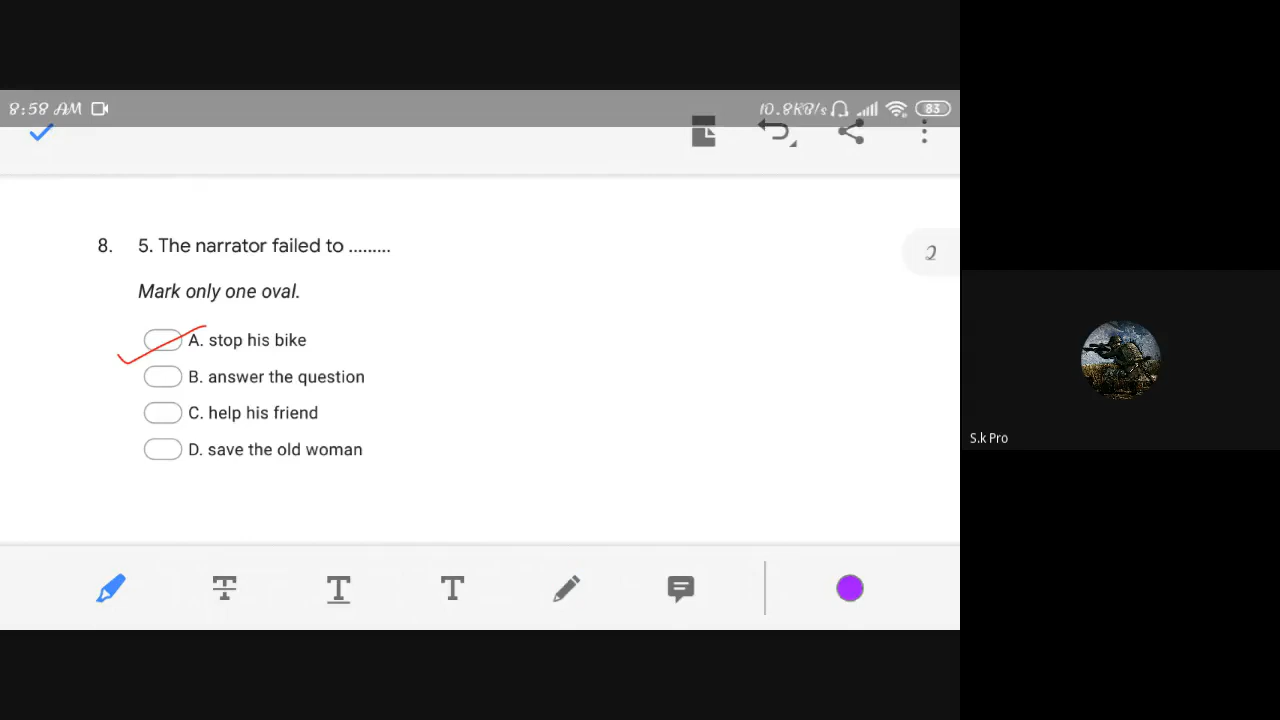 8:58 AM 10.8KB/s 83
8. 5. The narrator failed to .........
2
Mark only one oval.
A. stop his bike
B. answer the question
C. help his friend
D. save the old woman
S.k Pro
T T T